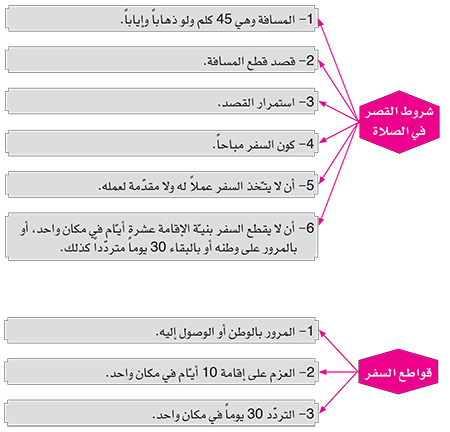 شروط القصر
في الصلاة
1- المسافة وهي 45 كلم ولو ذهاباً وإياباً.
2- قصد قطع المسافة.
3- استمرار القصد.
4- كون السفر مباحاً.
5- أن لا يتّخذ السفر عملاً له ولا مقدّمة لعمله.
6- أن لا يقطع السفر بنيّة الإقامة عشرة أيّام في مكان واحد، أو
بالمرور على وطنه أو بالبقاء 30 يوماً متردّداً كذلك.
قواطع السفر
1- المرور بالوطن أو الوصول إليه.
2- العزم على إقامة 10 أيّام في مكان واحد.
3- التردّد 30 يوماً في مكان واحد.